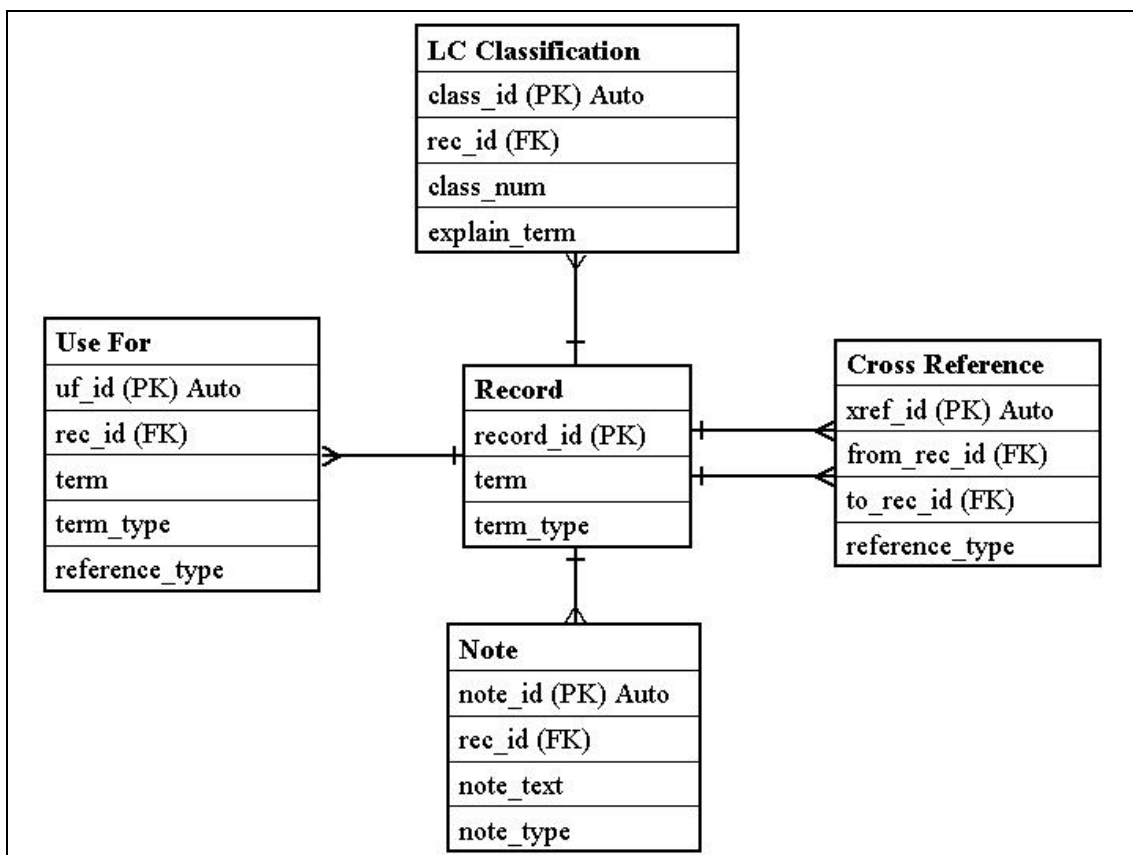 LC Classification
class_id (PK) Auto
rec_id (FK)
class_num
explain_term
Use For
uf_id (PK) Auto
rec_id (FK)
term
term_type
reference_type
Record
record_id (PK)
term
term_type
Cross Reference
xref_id (PK) Auto
from_rec_id (FK)
to_rec_id (FK)
reference_type
Note
note_id (PK) Auto
rec_id (FK)
note_text
note_type